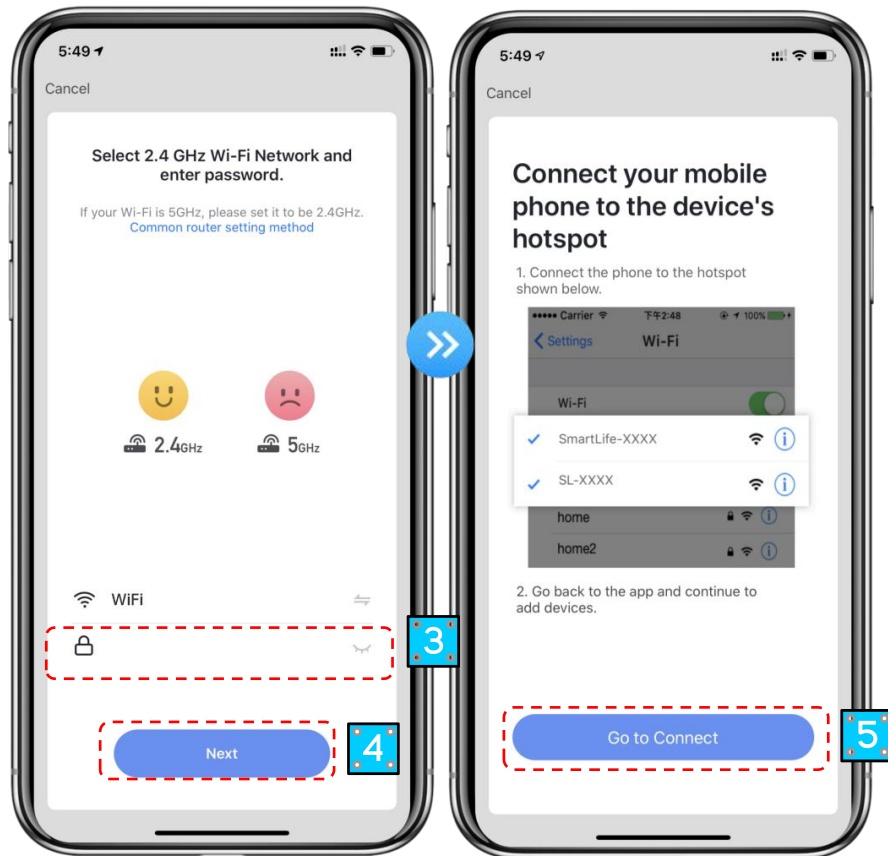 5:49
Cancel
Select 2.4 GHz Wi-Fi Network and
enter password.
If your Wi-Fi is 5GHz, please set it to be 2.4GHz.
Common router setting method
2.4GHz
5GHz
WiFi
3
Next
4
5:49
Cancel
Connect your mobile
phone to the device's
hotspot
1. Connect the phone to the hotspot
shown below.
Carrier 下午2:48 100%
Settings Wi-Fi
Wi-Fi
SmartLife-XXXX
SL-XXXX
home
home2
2. Go back to the app and continue to
add devices.
Go to Connect
5